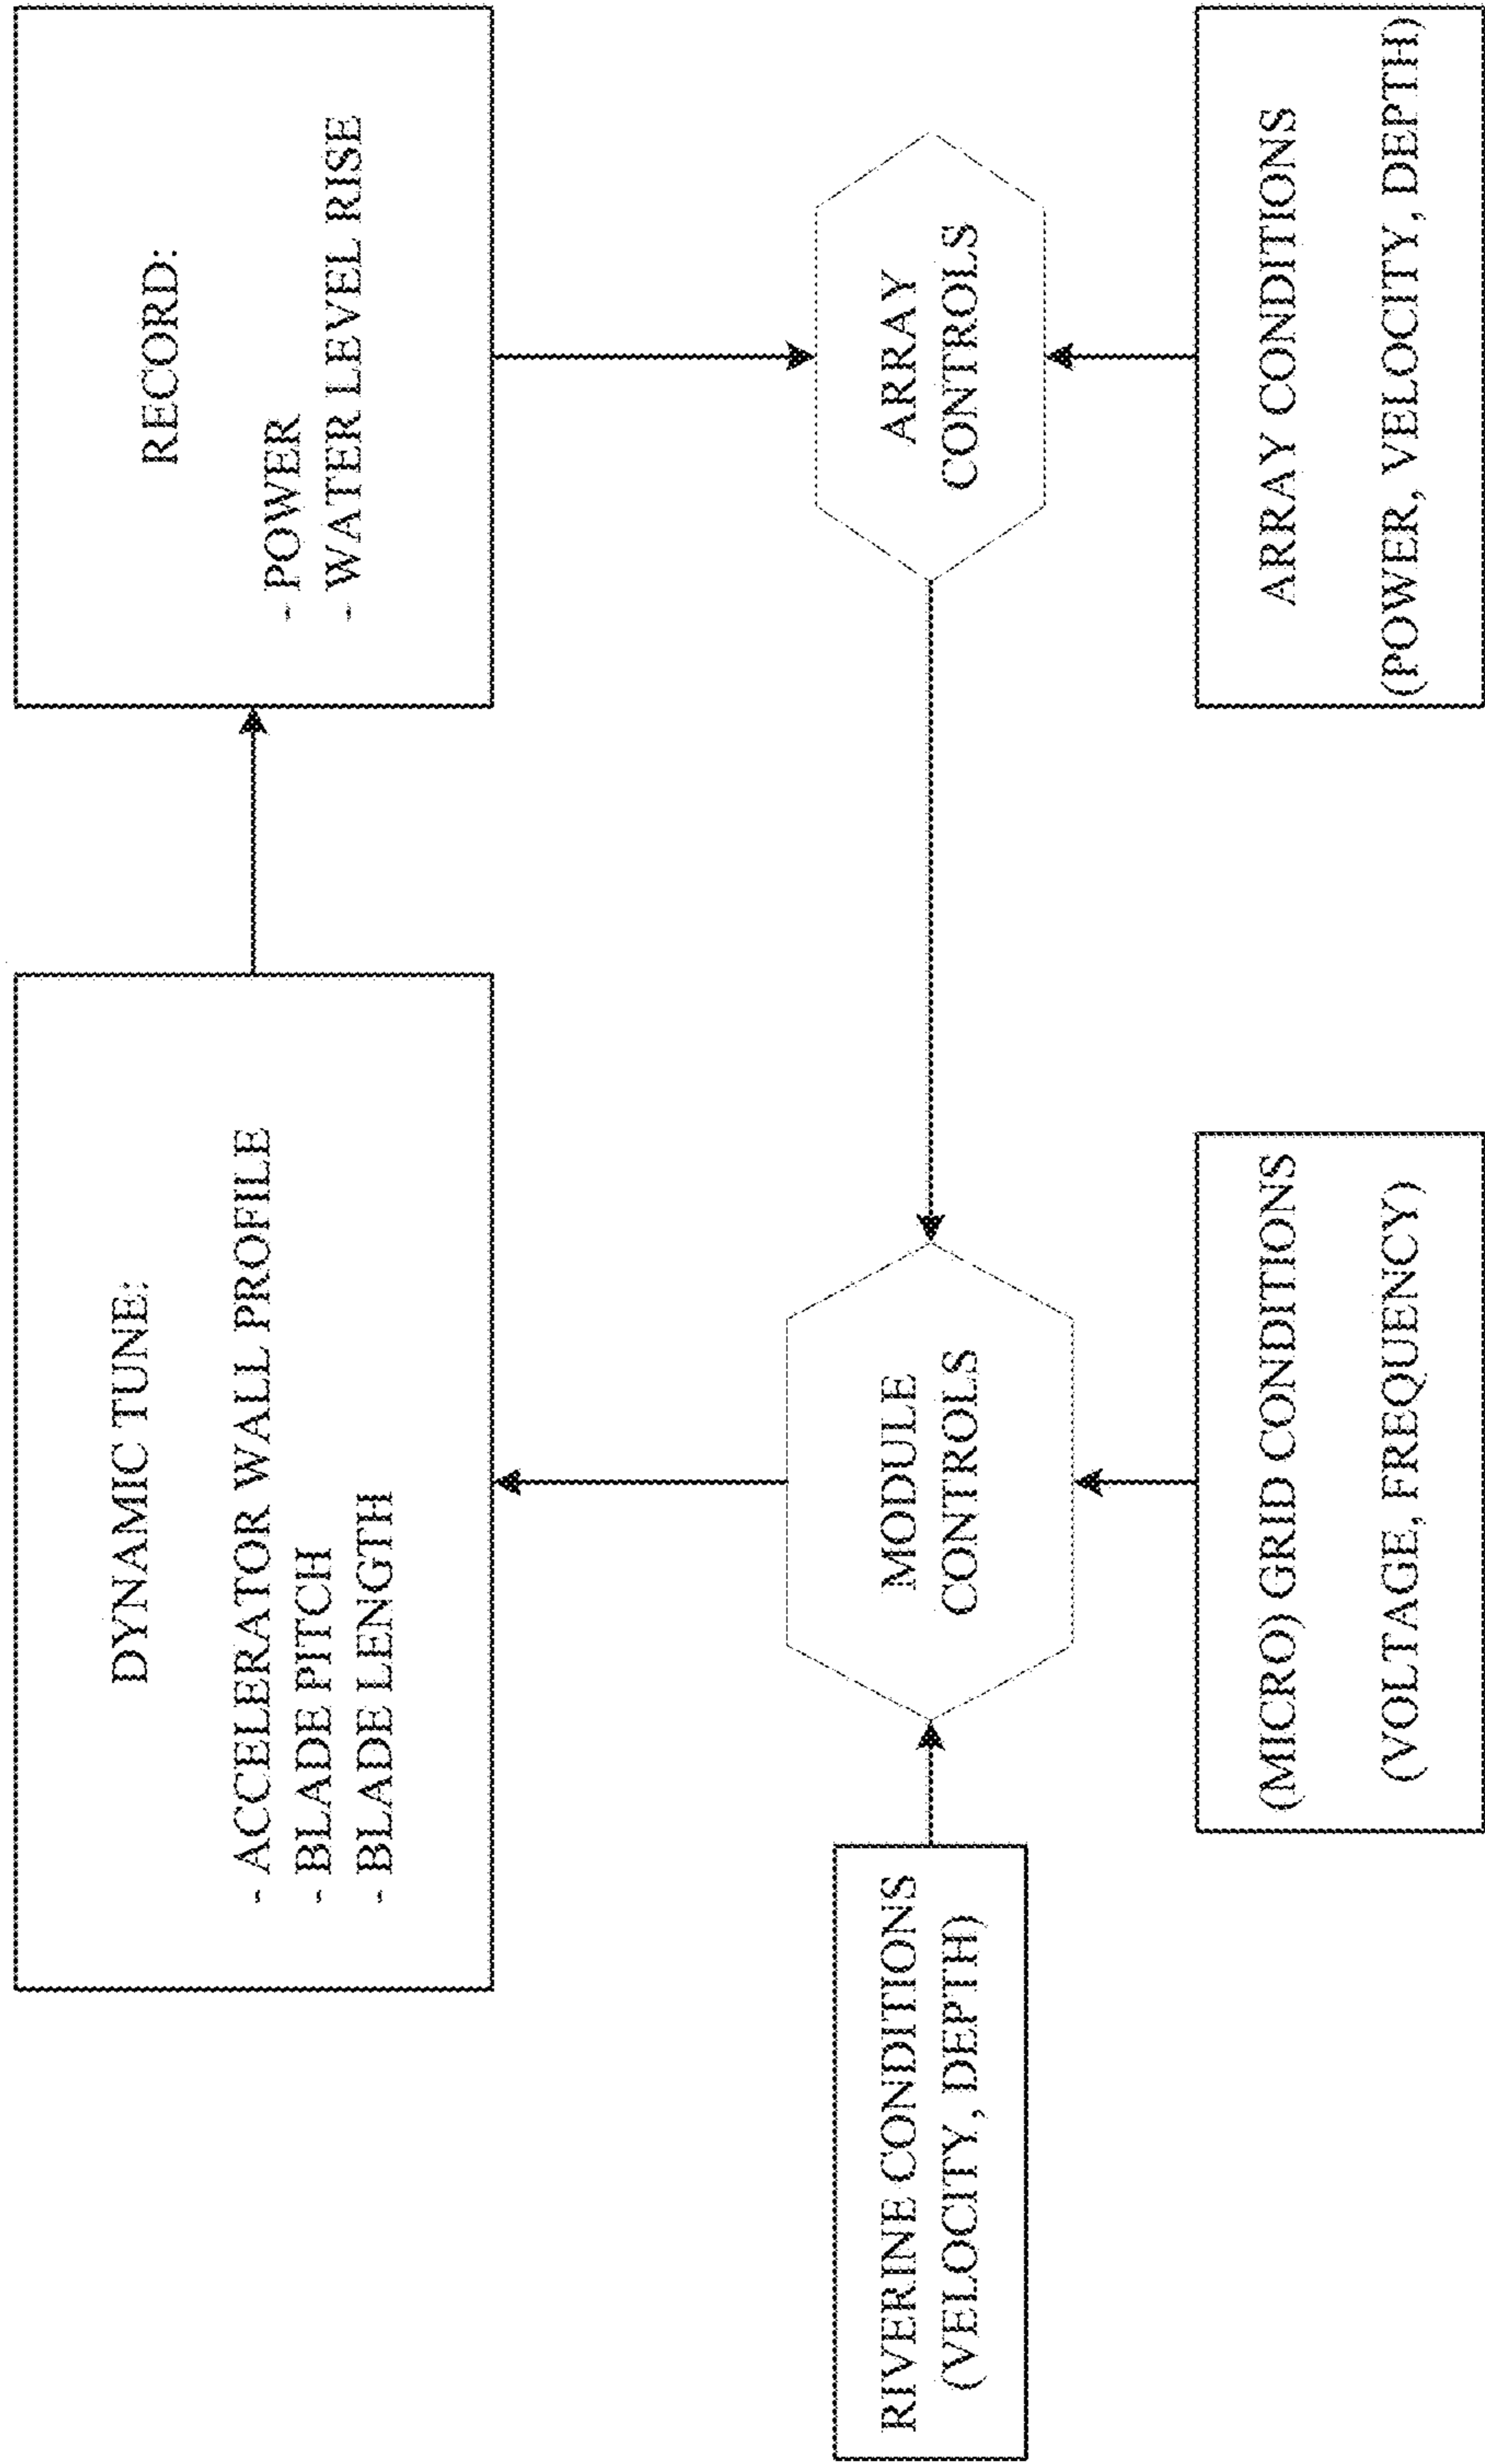 DYNAMIC TUNE:
- ACCELERATOR WALL PROFILE
- BLADE PITCH
- BLADE LENGTH
RECORD:
- POWER
- WATER LEVEL RISE
RIVERINE CONDITIONS
(VELOCITY, DEPTH)
MODULE
CONTROLS
ARRAY
CONTROLS
(MICRO) GRID CONDITIONS
(VOLTAGE, FREQUENCY)
ARRAY CONDITIONS
(POWER, VELOCITY, DEPTH)